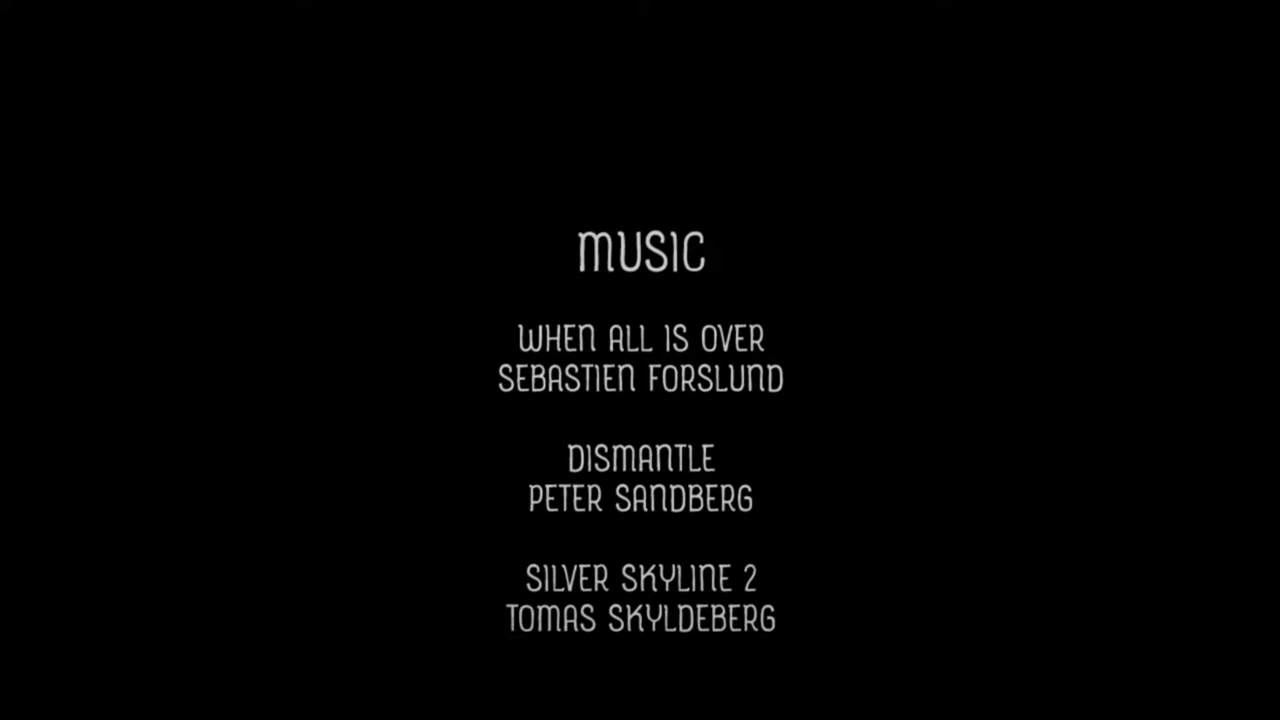 MUSIC
WHEN ALL IS OVER
SEBASTIEN FORSLUND
DISMANTLE
PETER SANDBERG
SILVER SKYLINE 2
TOMAS SKYLDEBERG